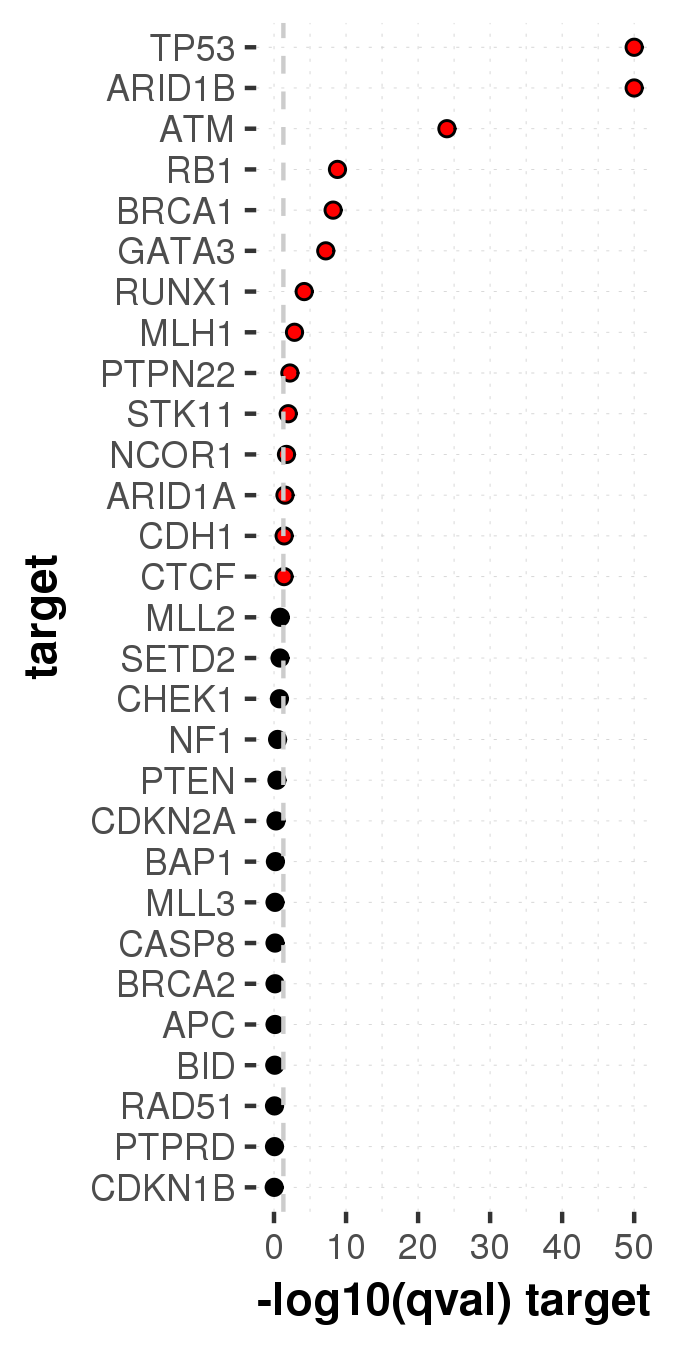 TP53
ARID1B
ATM
RB1
BRCA1
GATA3
RUNX1
MLH1
PTPN22
STK11
NCOR1
ARID1A
CDH1
CTCF
MLL2
SETD2
CHEK1
NF1
PTEN
CDKN2A
BAP1
MLL3
CASP8
BRCA2
APC
BID
RAD51
PTPRD
CDKN1B
target
0 10 20 30 40 50
-log10(qval) target